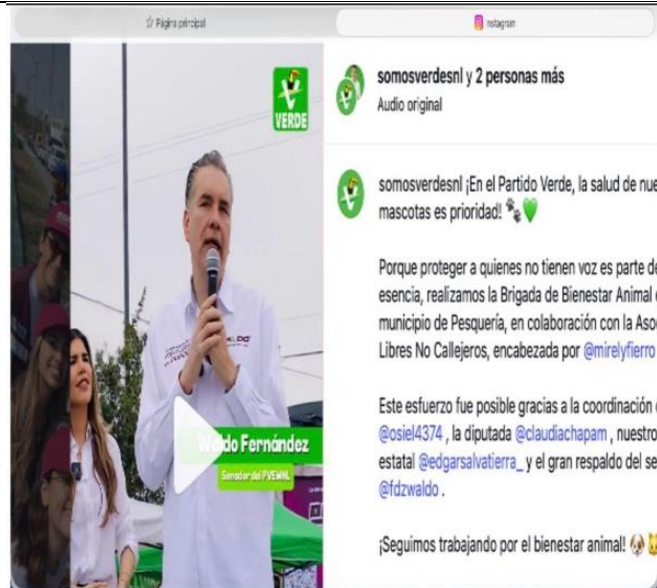 Página principal
Instagram
VERDE
Waldo Fernández
Senador del PVEMNL
somosverdesnl y 2 personas más
Audio original
somosverdesnl ¡En el Partido Verde, la salud de nue
mascotas es prioridad! 🐾💚
Porque proteger a quienes no tienen voz es parte de
esencia, realizamos la Brigada de Bienestar Animal
municipio de Pesquería, en colaboración con la Aso
Libres No Callejeros, encabezada por @mirelyfierro
Este esfuerzo fue posible gracias a la coordinación
@osiel4374 , la diputada @claudiachapam , nuestro
estatal @edgarsalvatierra_ y el gran respaldo del se
@fdzwaldo .
¡Seguimos trabajando por el bienestar animal! 🐶🐱